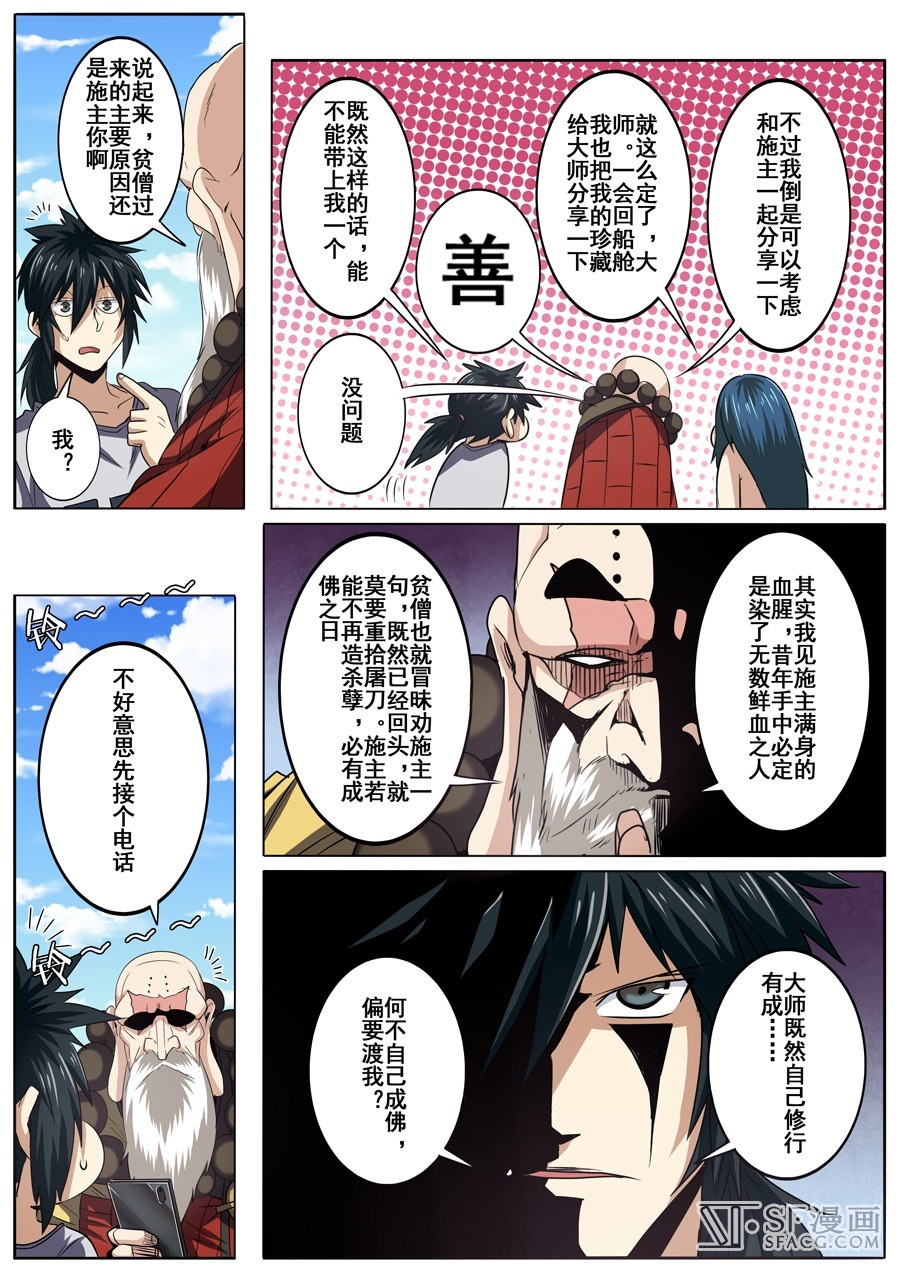 不过我倒是可以考虑
和施主一起分享一下
就这么定了，大
师。一会回船舱
我也把我的珍藏
给大师分享一下
善
既然这样的话，能
不能带上我一个
没问题
说起来，贫僧过
来的主要原因还
是施主你啊
我？
其实我见施主满身的
血腥，昔年手中必定
是染了无数鲜血之人
贫僧也就冒昧劝施主一
句，既然已经回头，就
莫要重拾屠刀。施主若
能不再造杀孽，必有成
佛之日
大师既然自己修行
有成……
何不自己成佛，
偏要渡我？
铃～～～
不好意思先接个电话
铃～～～
SF漫画
SFACG.COM